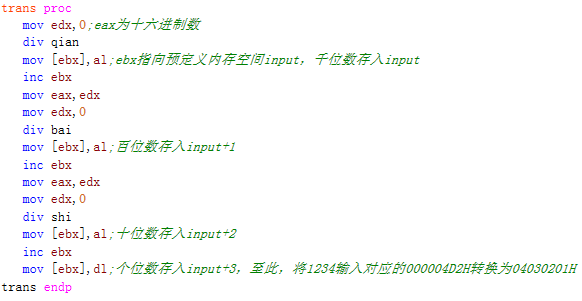 trans proc
mov edx,0;eax为十六进制数
div qian
mov [ebx],al;ebx指向预定义内存空间input，千位数存入input
inc ebx
mov eax,edx
mov edx,0
div bai
mov [ebx],al;百位数存入input+1
inc ebx
mov eax,edx
mov edx,0
div shi
mov [ebx],al;十位数存入input+2
inc ebx
mov [ebx],dl;个位数存入input+3，至此，将1234输入对应的000004D2H转换为04030201H
trans endp